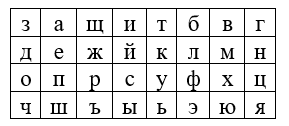 з а щ и т б в г
д е ж й к л м н
о п р с у ф х ц
ч ш ъ ы ь э ю я